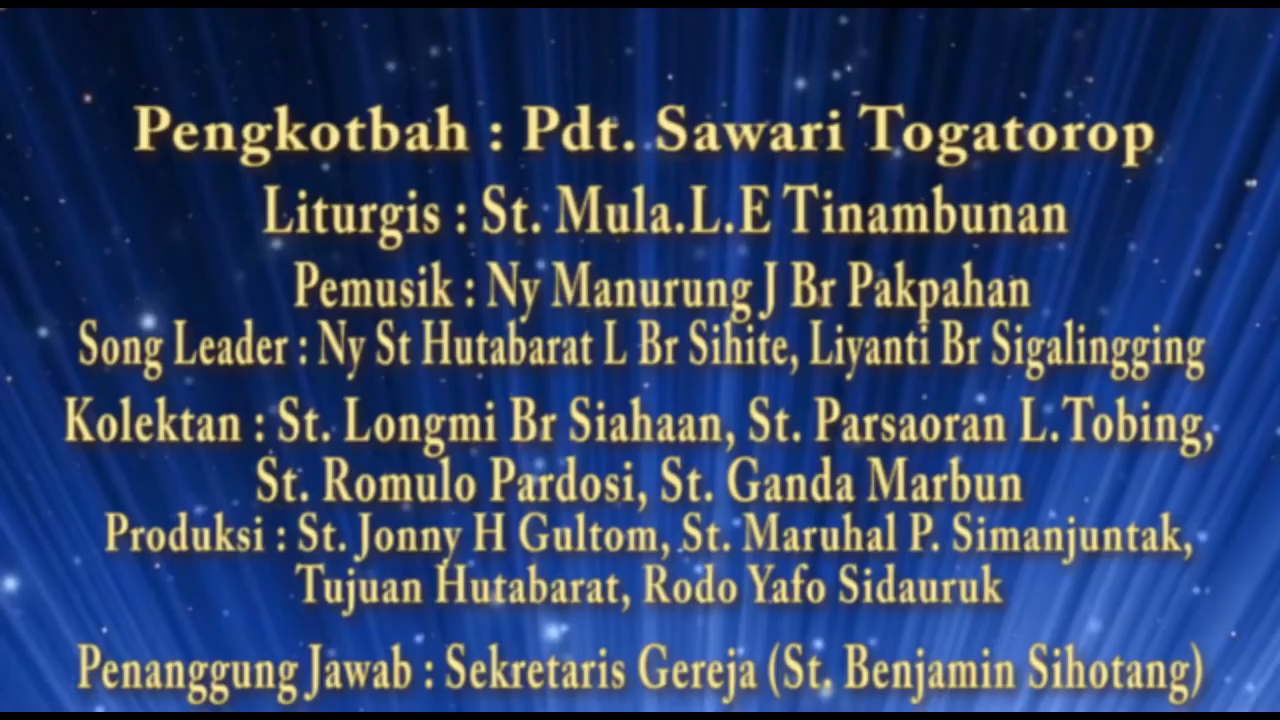 Pengkotbah : Pdt. Sawari Togatorop
Liturgis : St. Mula.L.E Tinambunan
Pemusik : Ny Manurung J Br Pakpahan
Song Leader : Ny St Hutabarat L Br Sihite, Liyanti Br Sigalingging
Kolektan : St. Longmi Br Siahaan, St. Parsaoran L.Tobing,
St. Romulo Pardosi, St. Ganda Marbun
Produksi : St. Jonny H Gultom, St. Maruhal P. Simanjuntak,
Tujuan Hutabarat, Rodo Yafo Sidauruk
Penanggung Jawab : Sekretaris Gereja (St. Benjamin Sihotang)